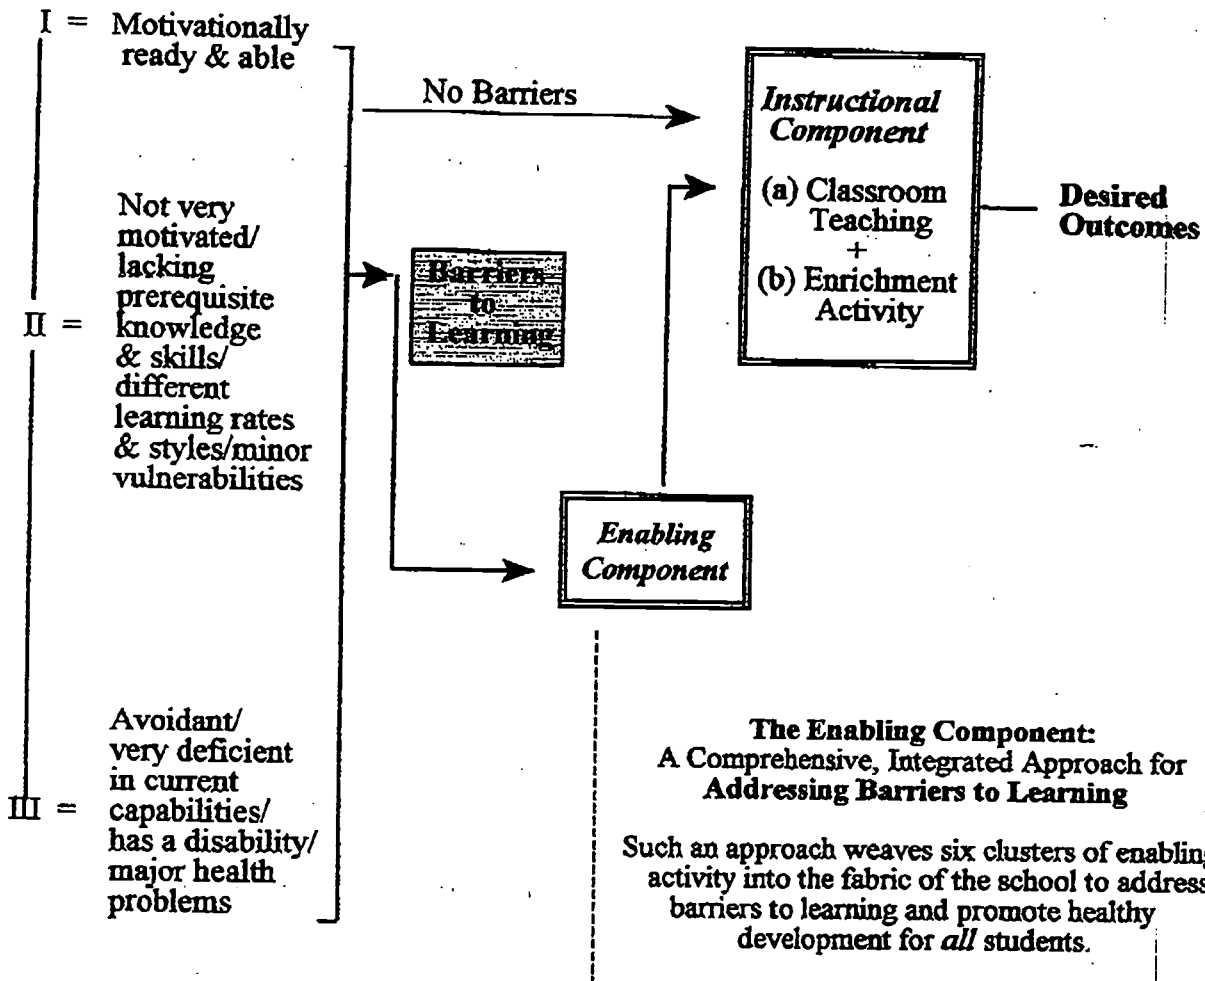 I = Motivationally
ready & able
No Barriers
Instructional
Component
(a) Classroom
Teaching
+
(b) Enrichment
Activity
Desired
Outcomes
Not very
motivated/
lacking
prerequisite
II = knowledge
& skills/
different
learning rates
& styles/minor
vulnerabilities
Barriers
to
Learning
Enabling
Component
Avoidant/
very deficient
in current
III = capabilities/
has a disability/
major health
problems
The Enabling Component:
A Comprehensive, Integrated Approach for
Addressing Barriers to Learning
Such an approach weaves six clusters of enabling
activity into the fabric of the school to address
barriers to learning and promote healthy
development for all students.